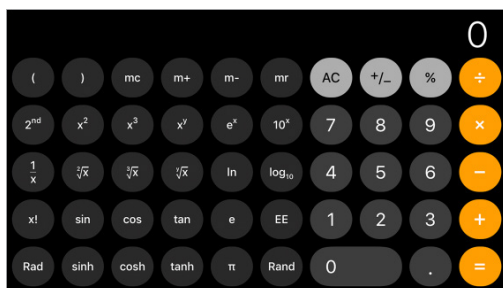 0
( ) mc m+ m- mr AC +/_ % ÷
2ⁿᵈ x² x³ xʸ eˣ 10ˣ 7 8 9 ×
1/x ²√x ³√x ʸ√x ln log₁₀ 4 5 6 −
x! sin cos tan e EE 1 2 3 +
Rad sinh cosh tanh π Rand 0 . =